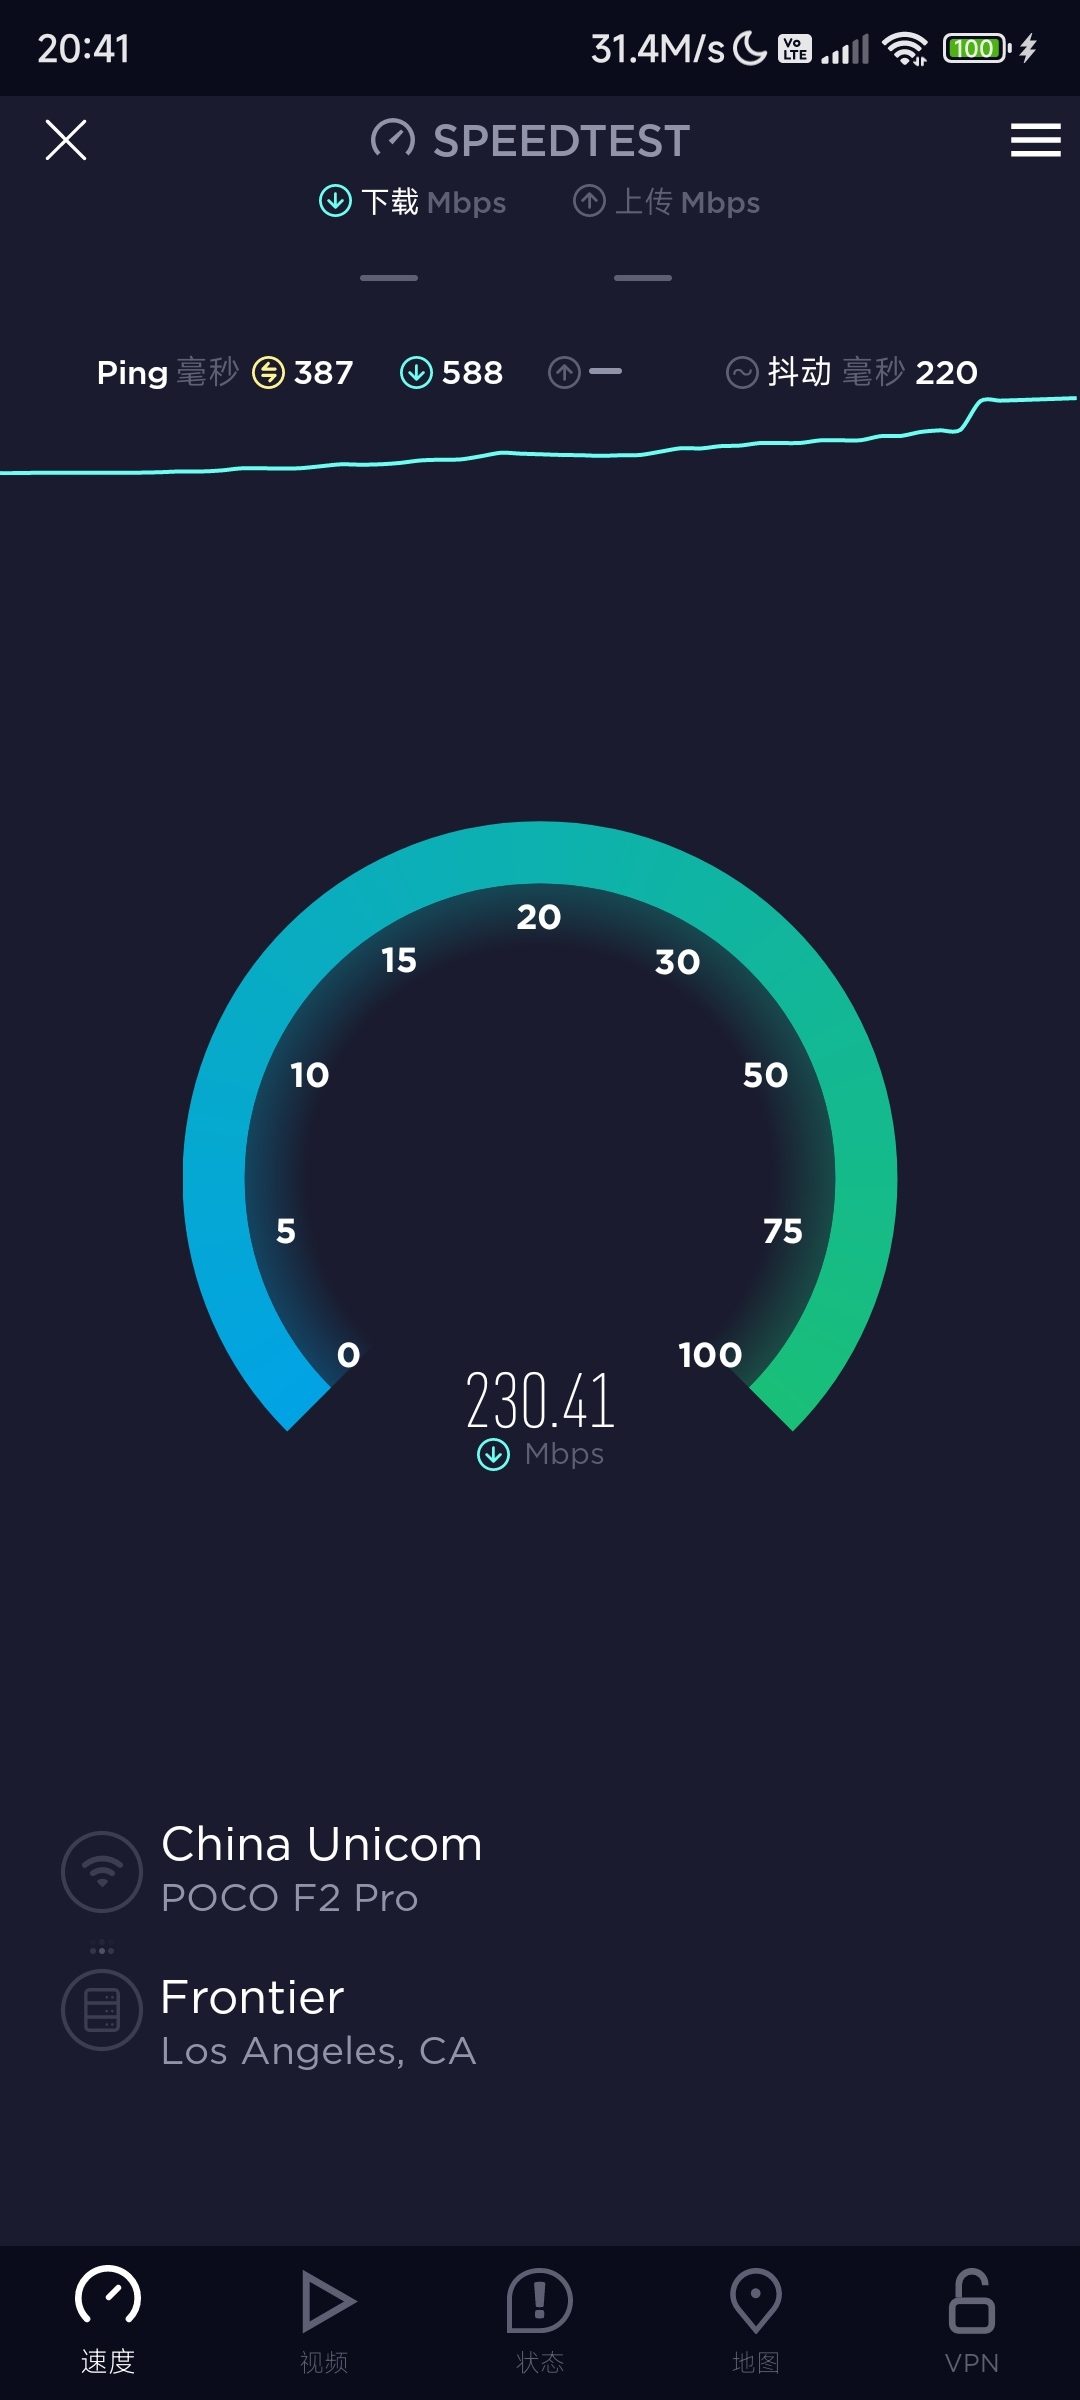 20:41 31.4M/s Vo LTE 100
SPEEDTEST
下载 Mbps 上传 Mbps
Ping 毫秒 387 588 抖动 毫秒 220
20
15 30
10 50
5 75
0 100
230.41
Mbps
China Unicom
POCO F2 Pro
Frontier
Los Angeles, CA
速度 视频 状态 地图 VPN